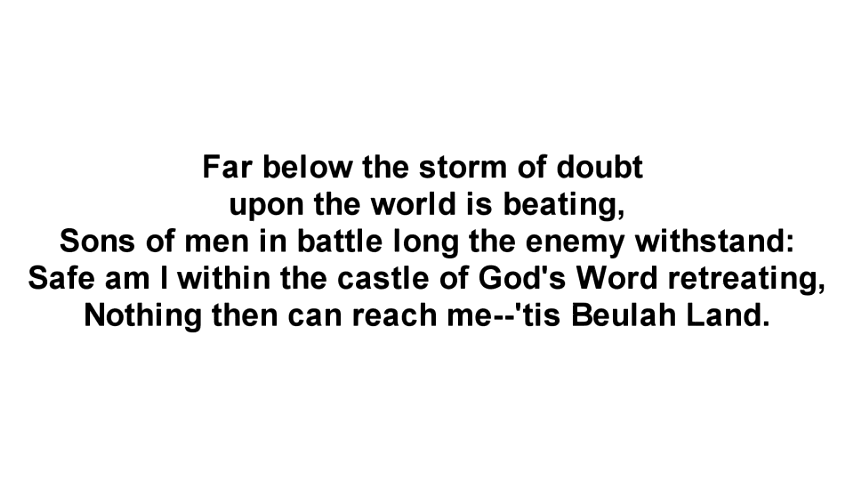 Far below the storm of doubt
upon the world is beating,
Sons of men in battle long the enemy withstand:
Safe am I within the castle of God's Word retreating,
Nothing then can reach me--'tis Beulah Land.